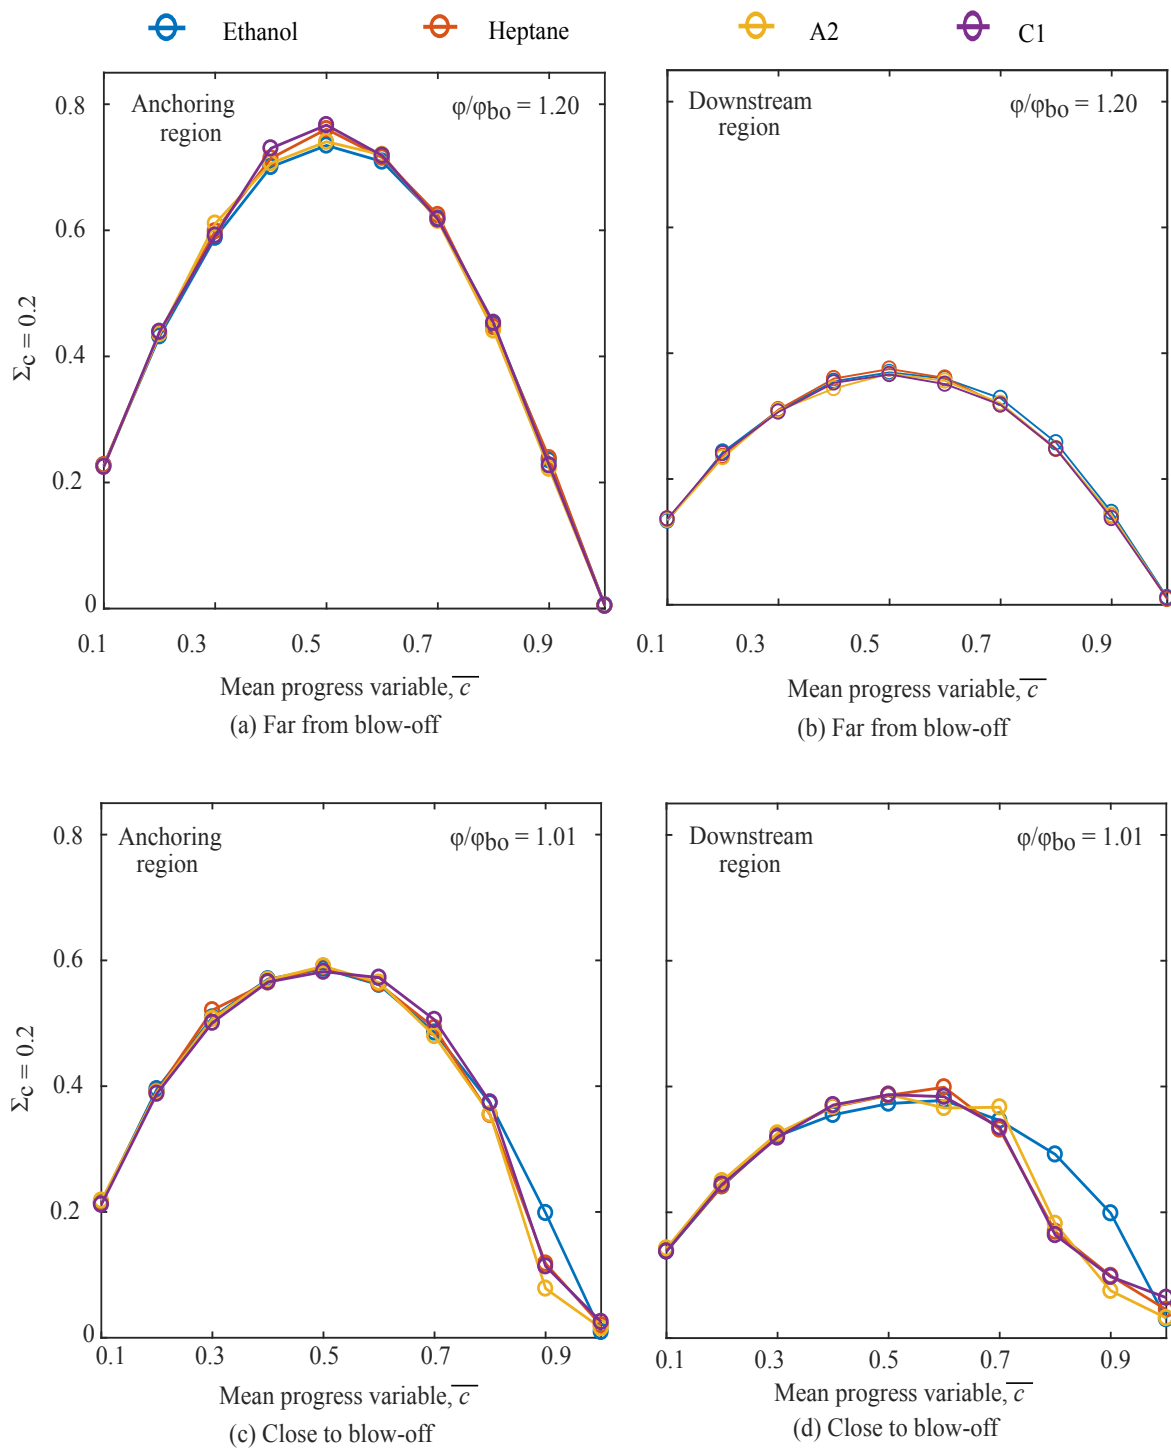 Ethanol Heptane A2 C1
Anchoring
region
φ/φbo = 1.20
0.8
0.6
0.4
0.2
0
Σc = 0.2
0.1 0.3 0.5 0.7 0.9
Mean progress variable, c
(a) Far from blow-off
Downstream
region
φ/φbo = 1.20
0.1 0.3 0.5 0.7 0.9
Mean progress variable, c
(b) Far from blow-off
Anchoring
region
φ/φbo = 1.01
0.8
0.6
0.4
0.2
0
Σc = 0.2
0.1 0.3 0.5 0.7 0.9
Mean progress variable, c
(c) Close to blow-off
Downstream
region
φ/φbo = 1.01
0.1 0.3 0.5 0.7 0.9
Mean progress variable, c
(d) Close to blow-off